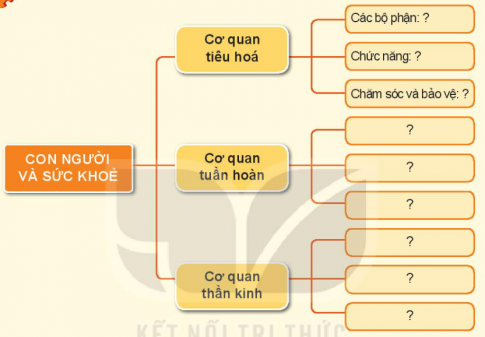 Cơ quan
tiêu hoá
Các bộ phận: ?
Chức năng: ?
Chăm sóc và bảo vệ: ?
CON NGƯỜI
VÀ SỨC KHOẺ
Cơ quan
tuần hoàn
?
?
?
Cơ quan
thần kinh
?
?
?
KẾT NỐI TRI THỨC